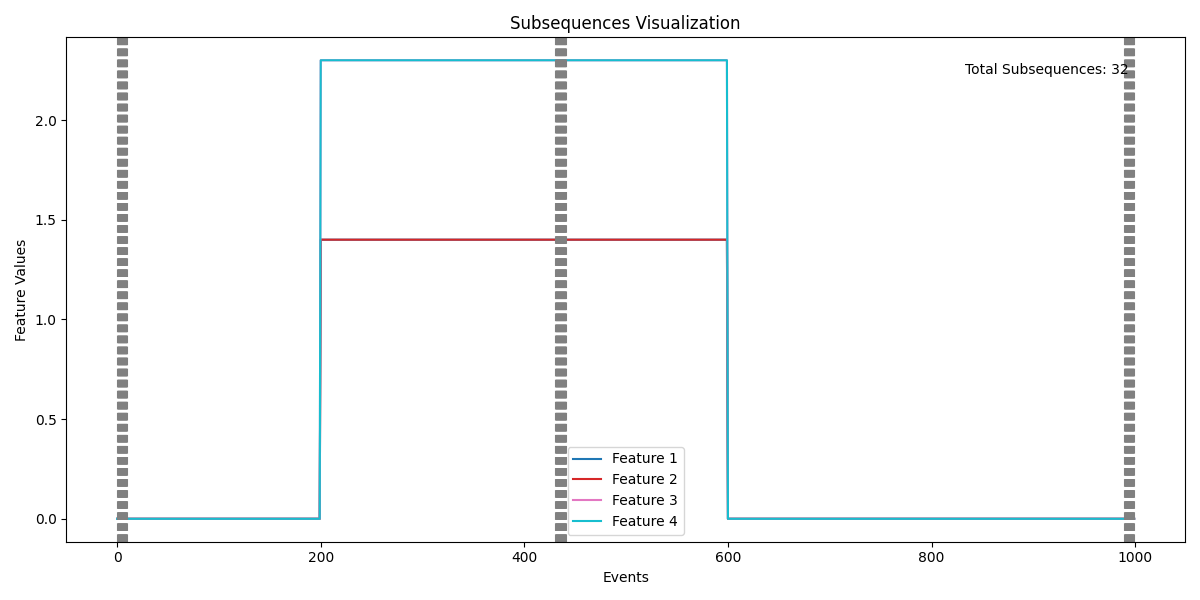 Subsequences Visualization
Total Subsequences: 32
Feature Values
2.0
1.5
1.0
0.5
0.0
Feature 1
Feature 2
Feature 3
Feature 4
0 200 400 600 800 1000
Events